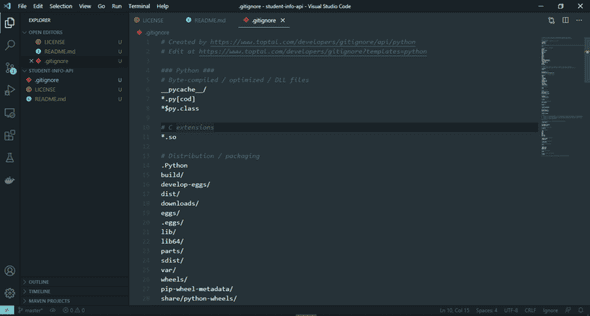 File Edit Selection View Go Run Terminal Help
.gitignore - student-info-api - Visual Studio Code
EXPLORER
OPEN EDITORS
LICENSE U
README.md U
.gitignore U
STUDENT-INFO-API
.gitignore U
LICENSE U
README.md U
OUTLINE
TIMELINE
MAVEN PROJECTS
LICENSE README.md .gitignore
.gitignore
# Created by https://www.toptal.com/developers/gitignore/api/python
# Edit at https://www.toptal.com/developers/gitignore?templates=python
### Python ###
# Byte-compiled / optimized / DLL files
__pycache__/
*.py[cod]
*$py.class
# C extensions
*.so
# Distribution / packaging
.Python
build/
develop-eggs/
dist/
downloads/
eggs/
.eggs/
lib/
lib64/
parts/
sdist/
var/
wheels/
pip-wheel-metadata/
share/python-wheels/
master* 0 0
Ln 10, Col 15 Spaces: 4 UTF-8 CRLF Ignore